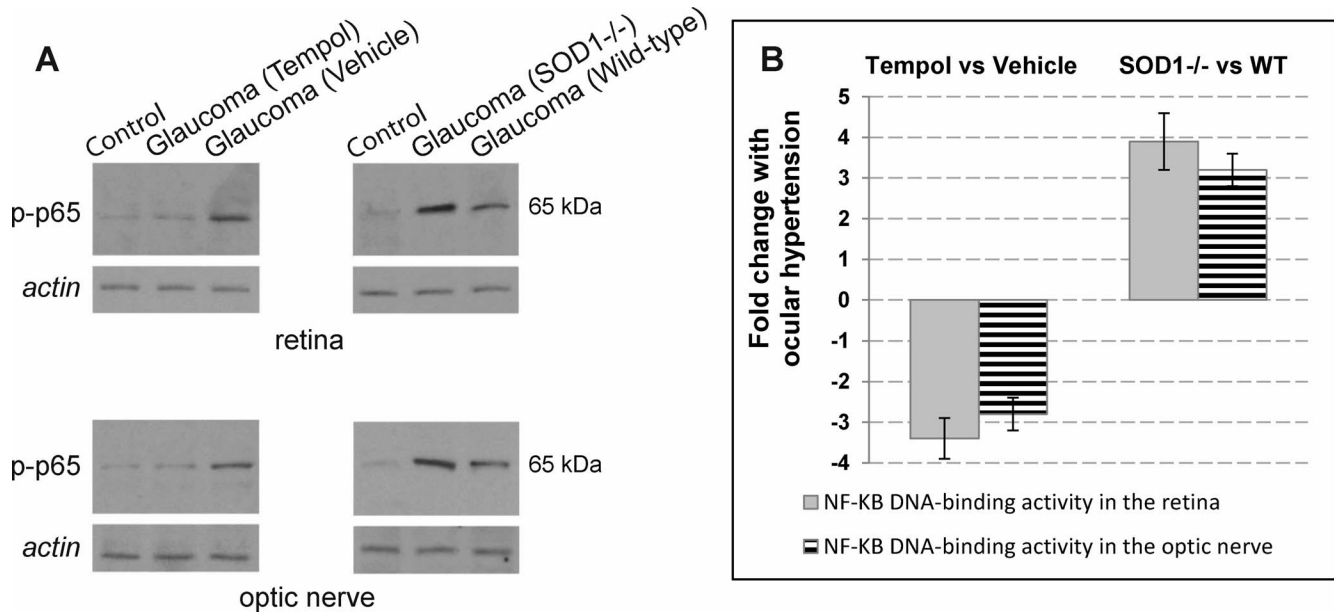 A
Control
Glaucoma (Tempol)
Glaucoma (Vehicle)
Control
Glaucoma (SOD1-/-)
Glaucoma (Wild-type)
p-p65
65 kDa
actin
retina
p-p65
65 kDa
actin
optic nerve
B
Tempol vs Vehicle
SOD1-/- vs WT
Fold change with
ocular hypertension
5
4
3
2
1
0
-1
-2
-3
-4
NF-KB DNA-binding activity in the retina
NF-KB DNA-binding activity in the optic nerve